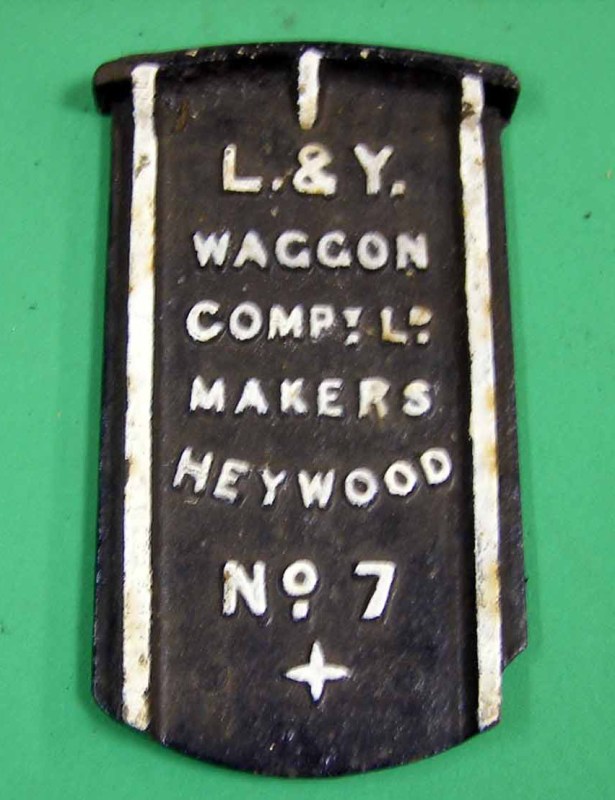 L. & Y.
WAGGON
COMPY. LD.
MAKERS
HEYWOOD
No. 7